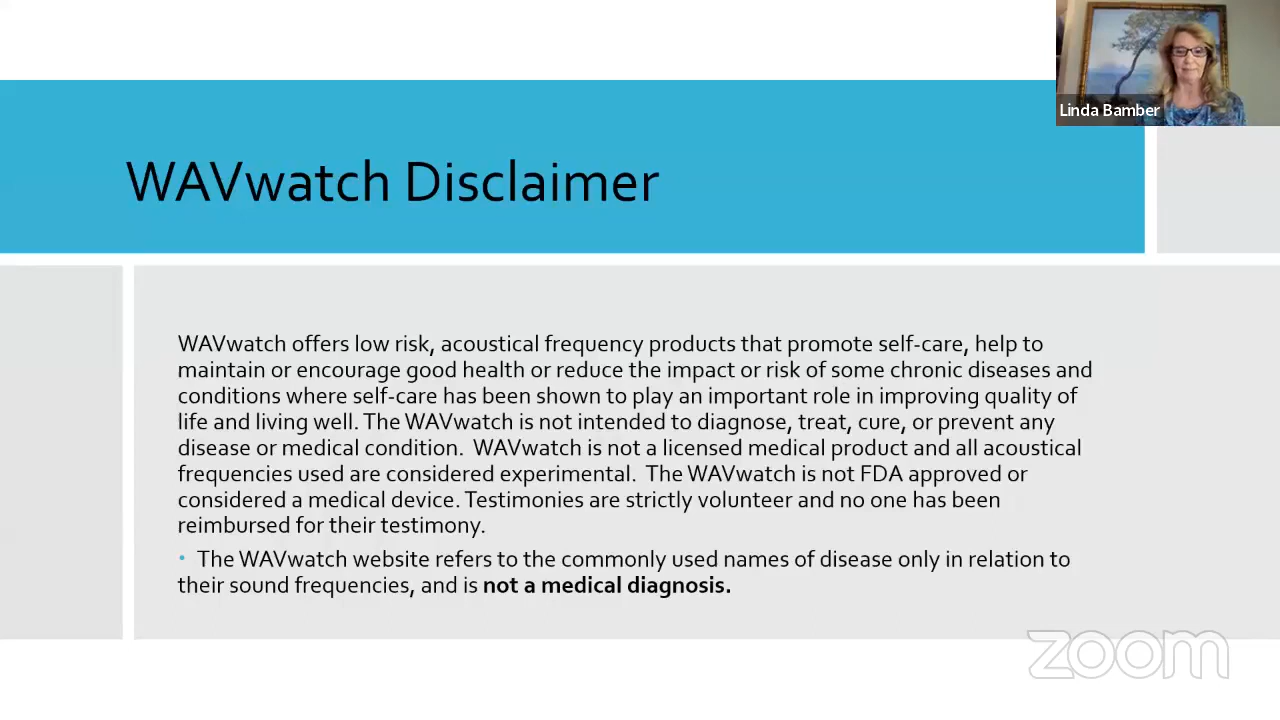 Linda Bamber
WAVwatch Disclaimer
WAVwatch offers low risk, acoustical frequency products that promote self-care, help to
maintain or encourage good health or reduce the impact or risk of some chronic diseases and
conditions where self-care has been shown to play an important role in improving quality of
life and living well. The WAVwatch is not intended to diagnose, treat, cure, or prevent any
disease or medical condition.  WAVwatch is not a licensed medical product and all acoustical
frequencies used are considered experimental.  The WAVwatch is not FDA approved or
considered a medical device. Testimonies are strictly volunteer and no one has been
reimbursed for their testimony.
• The WAVwatch website refers to the commonly used names of disease only in relation to
their sound frequencies, and is not a medical diagnosis.
zoom